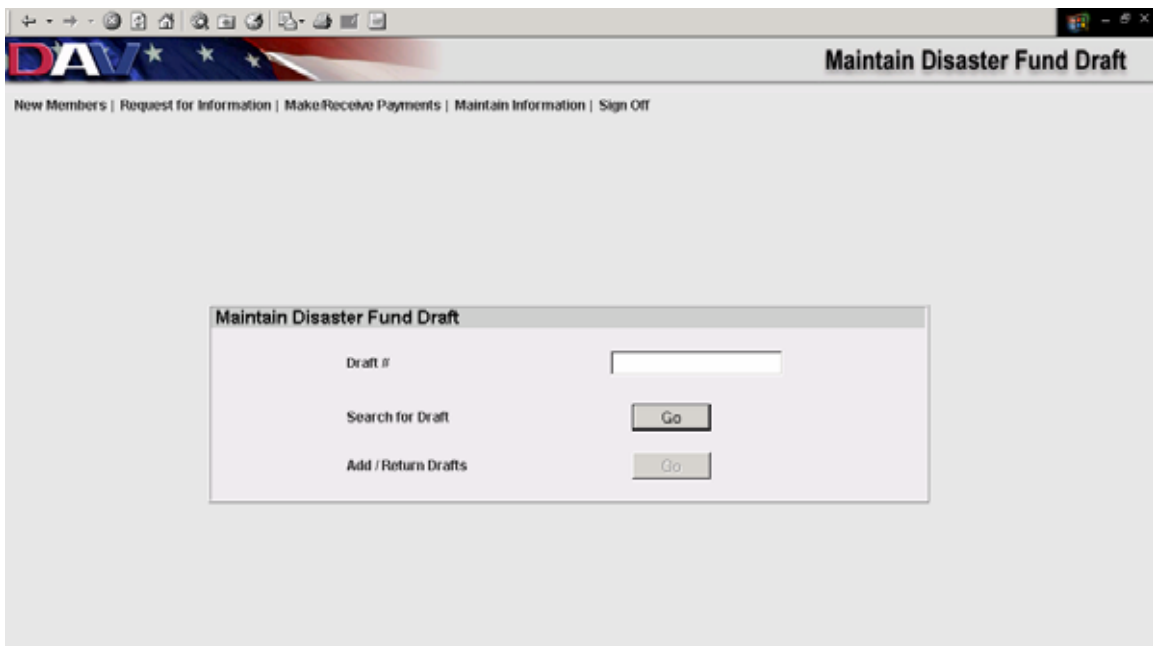 DAV
Maintain Disaster Fund Draft
New Members | Request for Information | Make/Receive Payments | Maintain Information | Sign Off
Maintain Disaster Fund Draft
Draft #
Search for Draft Go
Add / Return Drafts Go